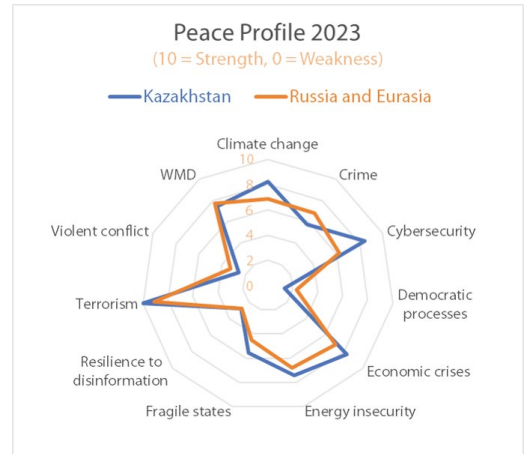 Peace Profile 2023
(10 = Strength, 0 = Weakness)
Kazakhstan
Russia and Eurasia
Climate change
10
8
6
4
2
0
Crime
Cybersecurity
Democratic
processes
Economic crises
Energy insecurity
Fragile states
Resilience to
disinformation
Terrorism
Violent conflict
WMD